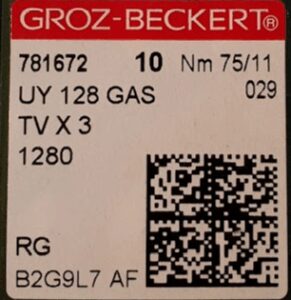 GROZ-BECKERT®
781672 10 Nm 75/11
UY 128 GAS 029
TV X 3
1280
RG
B2G9L7 AF